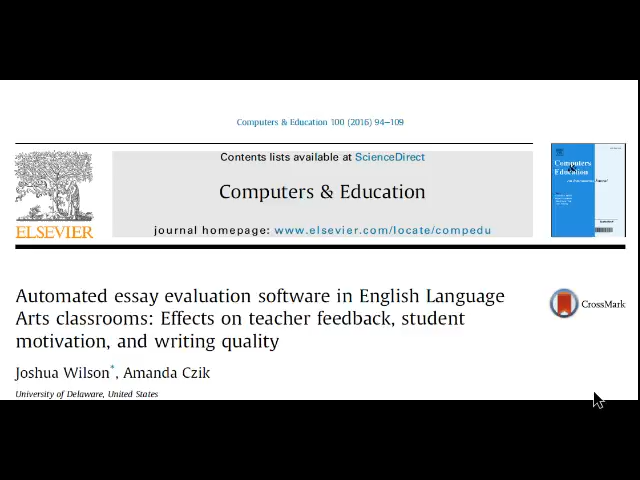 Computers & Education 100 (2016) 94–109
Contents lists available at ScienceDirect
Computers & Education
journal homepage: www.elsevier.com/locate/compedu
ELSEVIER
Computers
Education
Automated essay evaluation software in English Language
Arts classrooms: Effects on teacher feedback, student
motivation, and writing quality
CrossMark
Joshua Wilson*, Amanda Czik
University of Delaware, United States